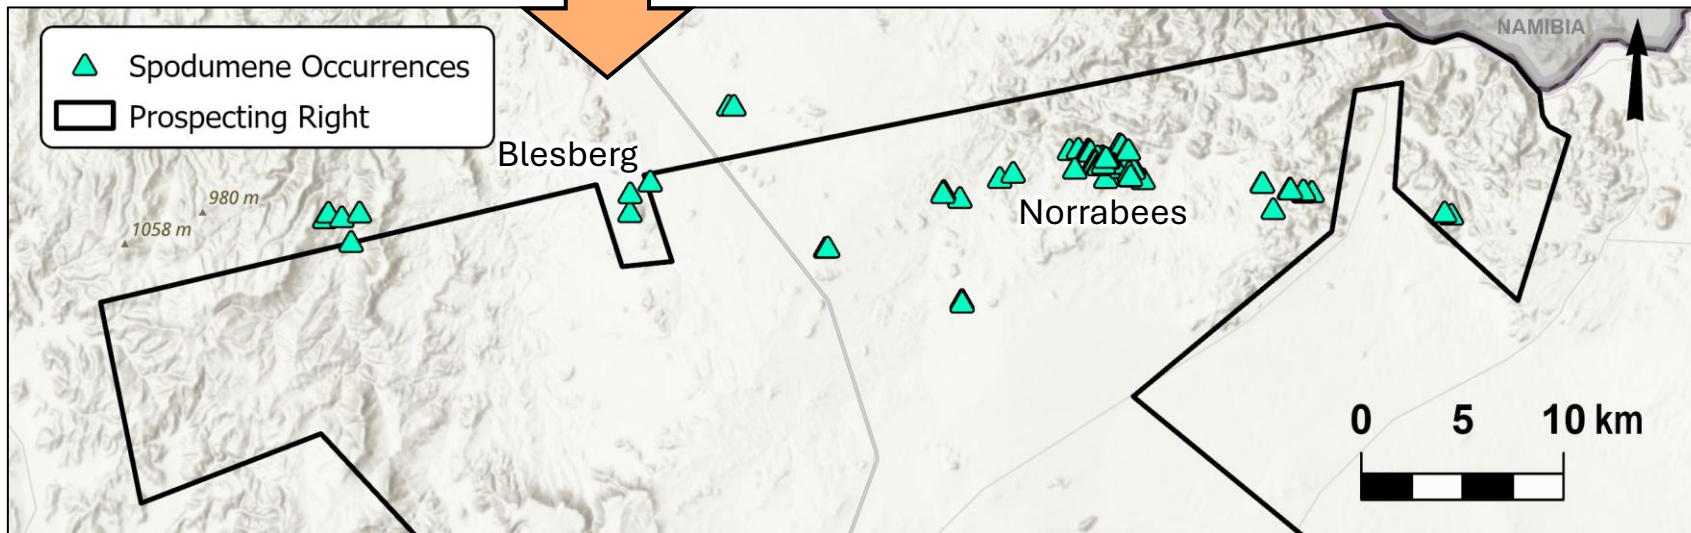 NAMIBIA
Spodumene Occurrences
Prospecting Right
Blesberg
980 m
1058 m
Norrabees
0 5 10 km